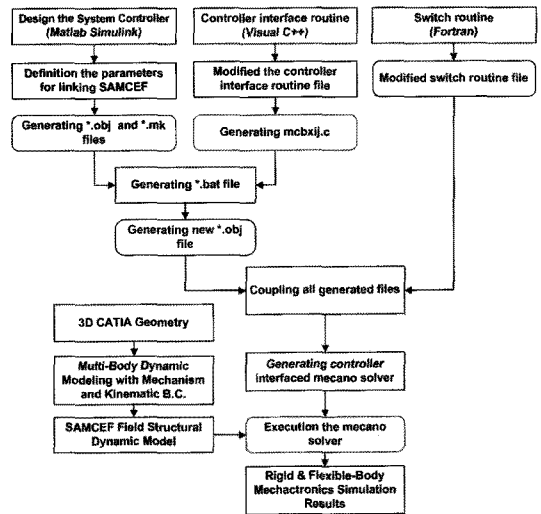 Design the System Controller
(Matlab Simulink)
Controller interface routine
(Visual C++)
Switch routine
(Fortran)
Definition the parameters
for linking SAMCEF
Modified the controller
interface routine file
Modified switch routine file
Generating *.obj and *.mk
files
Generating mcbxij.c
Generating *.bat file
Generating new *.obj
file
Coupling all generated files
3D CATIA Geometry
Multi-Body Dynamic
Modeling with Mechanism
and Kinematic B.C.
Generating controller
interfaced mecano solver
SAMCEF Field Structural
Dynamic Model
Execution the mecano
solver
Rigid & Flexible-Body
Mechactronics Simulation
Results